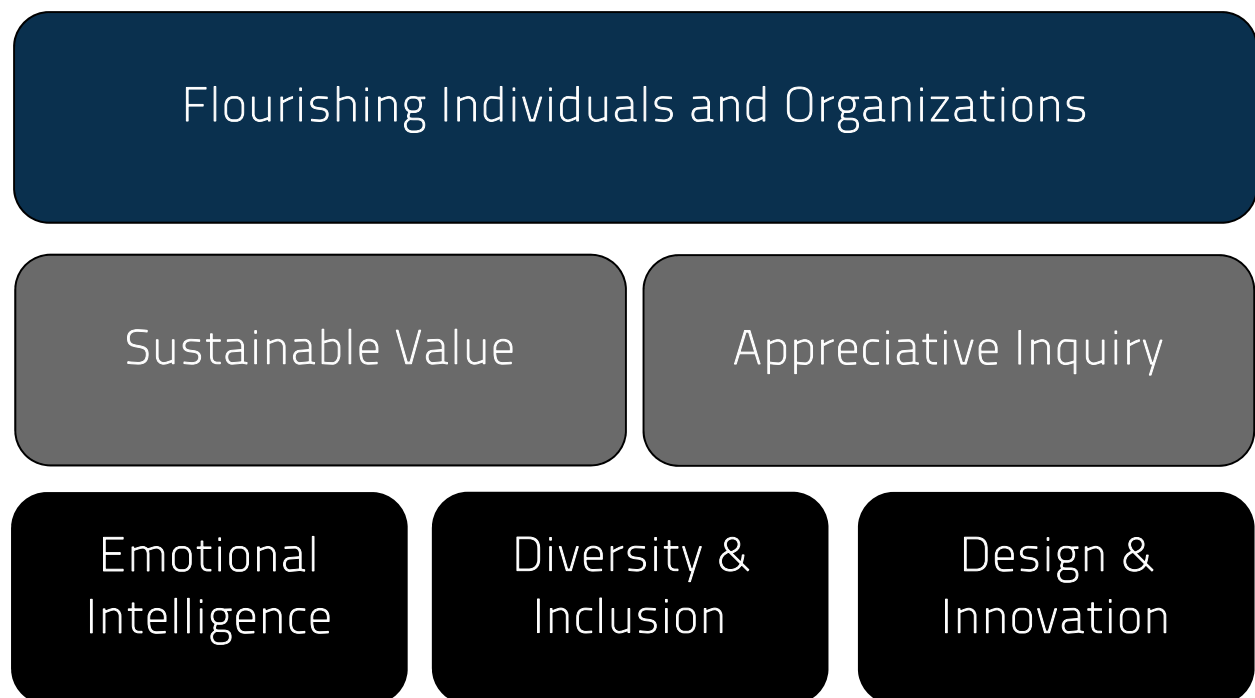 Flourishing Individuals and Organizations
Sustainable Value
Appreciative Inquiry
Emotional
Intelligence
Diversity &
Inclusion
Design &
Innovation